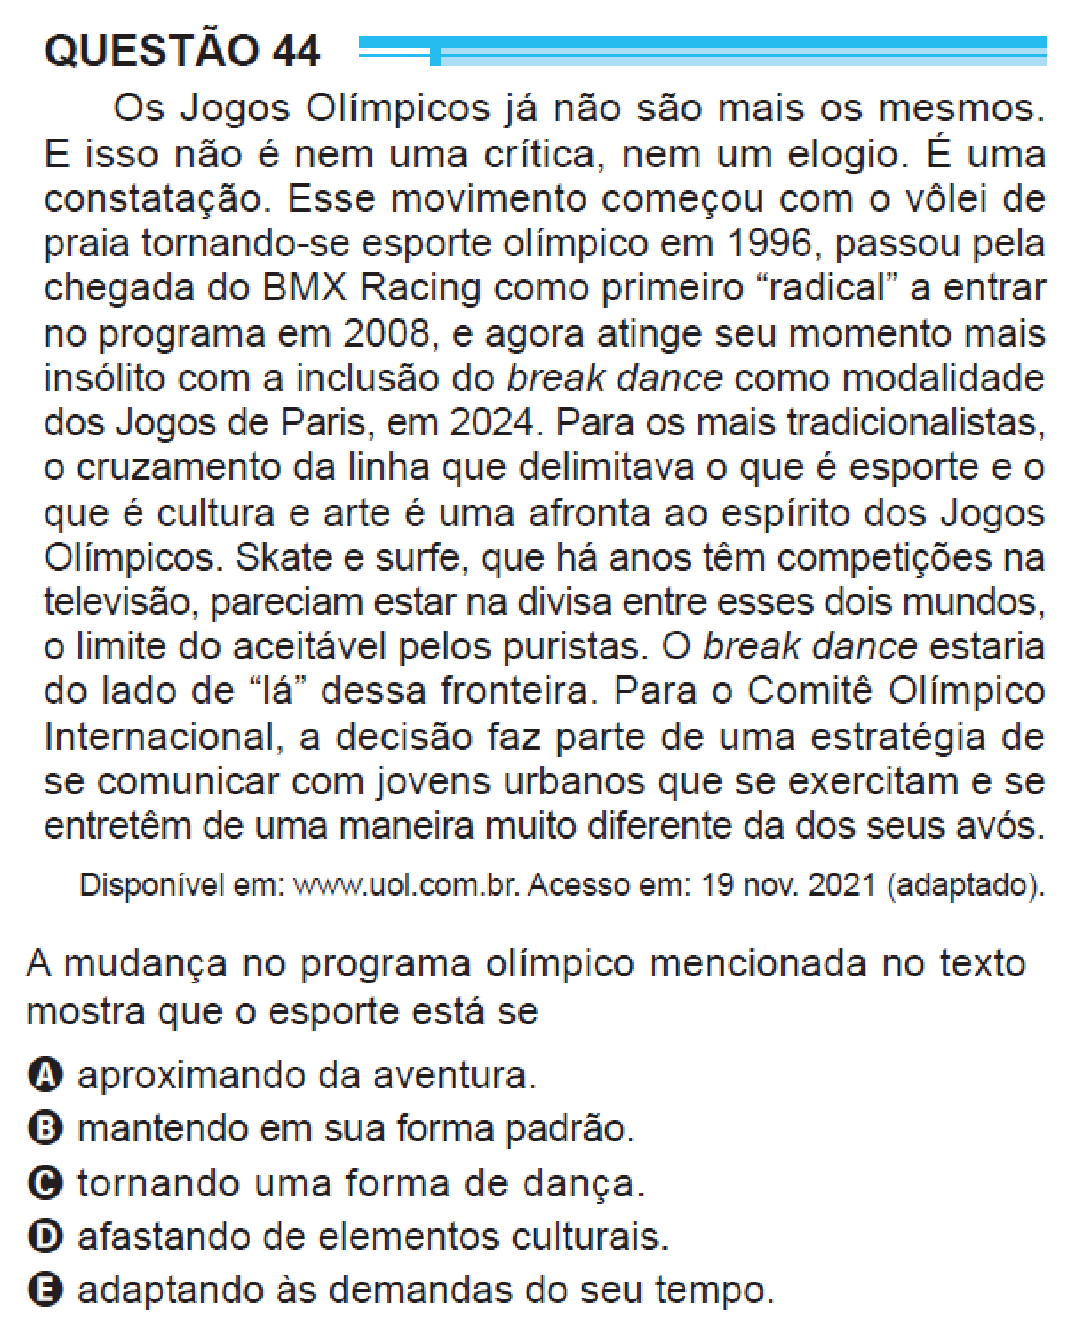 QUESTÃO 44
Os Jogos Olímpicos já não são mais os mesmos.
E isso não é nem uma crítica, nem um elogio. É uma
constatação. Esse movimento começou com o vôlei de
praia tornando-se esporte olímpico em 1996, passou pela
chegada do BMX Racing como primeiro “radical” a entrar
no programa em 2008, e agora atinge seu momento mais
insólito com a inclusão do break dance como modalidade
dos Jogos de Paris, em 2024. Para os mais tradicionalistas,
o cruzamento da linha que delimitava o que é esporte e o
que é cultura e arte é uma afronta ao espírito dos Jogos
Olímpicos. Skate e surfe, que há anos têm competições na
televisão, pareciam estar na divisa entre esses dois mundos,
o limite do aceitável pelos puristas. O break dance estaria
do lado de “lá” dessa fronteira. Para o Comitê Olímpico
Internacional, a decisão faz parte de uma estratégia de
se comunicar com jovens urbanos que se exercitam e se
entretêm de uma maneira muito diferente da dos seus avós.
Disponível em: www.uol.com.br. Acesso em: 19 nov. 2021 (adaptado).
A mudança no programa olímpico mencionada no texto
mostra que o esporte está se
A aproximando da aventura.
B mantendo em sua forma padrão.
C tornando uma forma de dança.
D afastando de elementos culturais.
E adaptando às demandas do seu tempo.